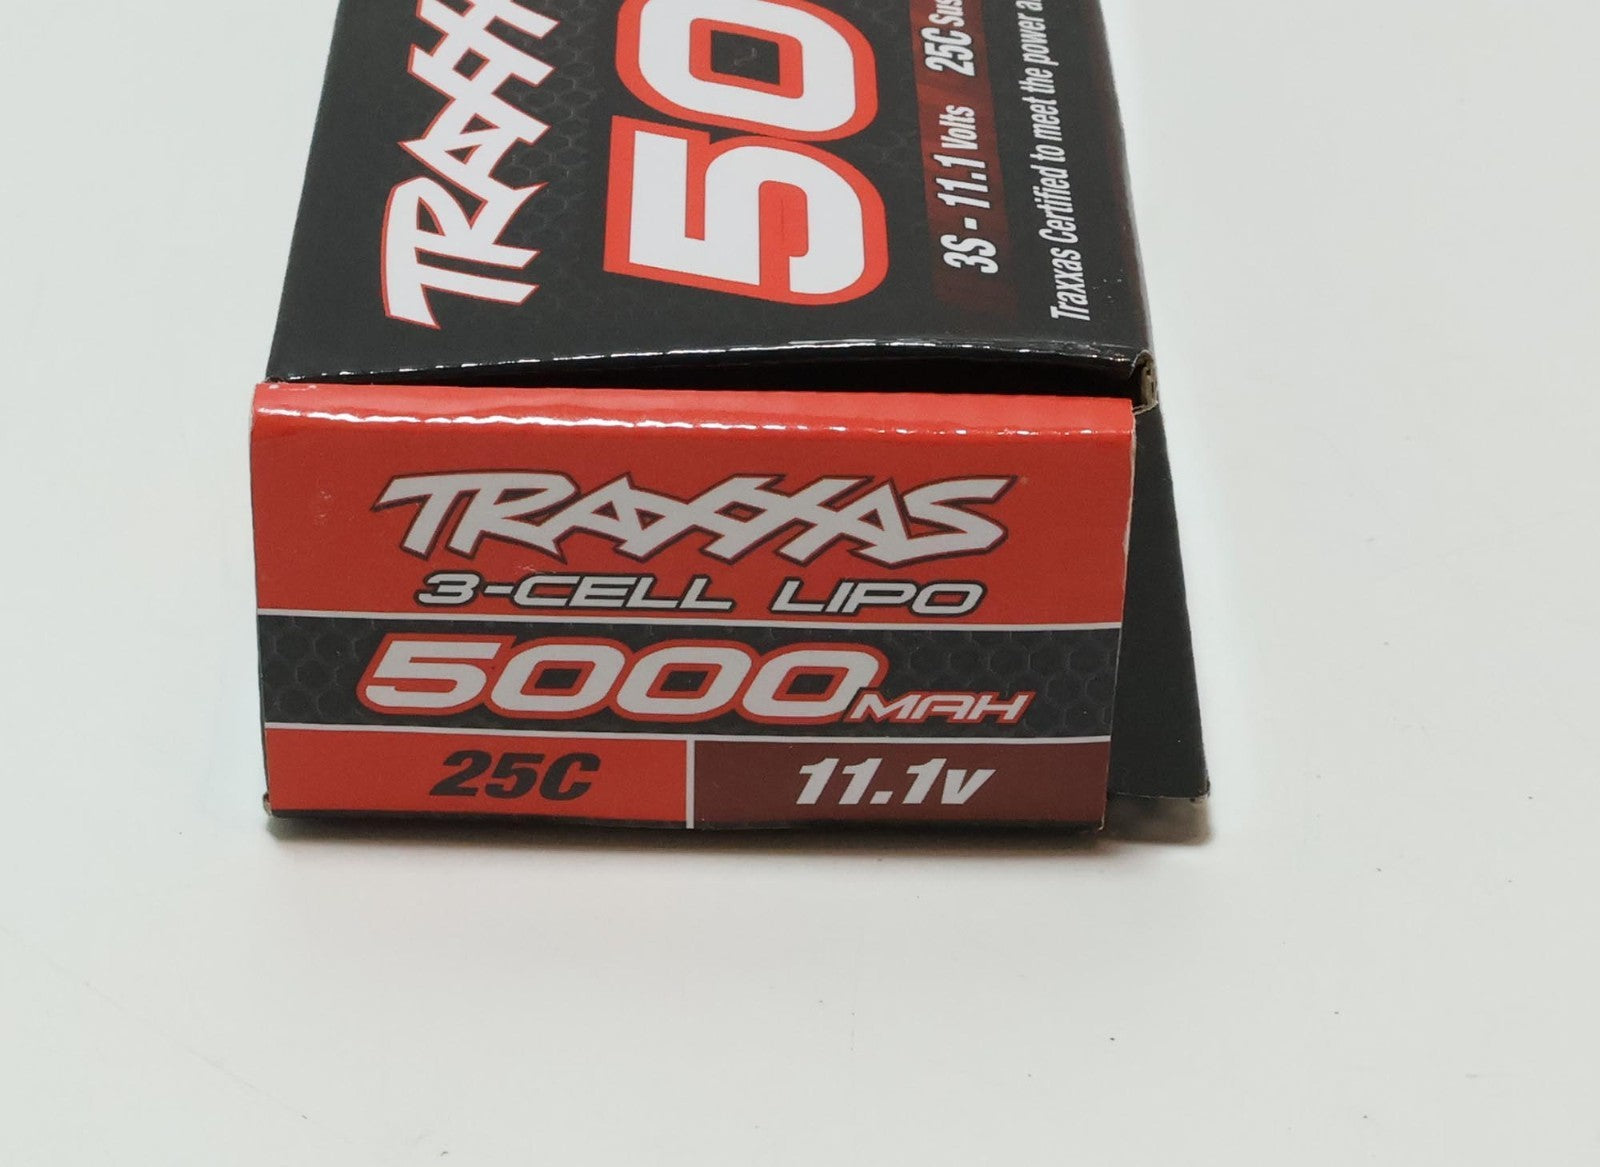 TRAXX
50
3S - 11.1 Volts 25C
Traxxas Certified to meet the power
TRAXXAS
3-CELL LIPO
5000MAH
25C
11.1v